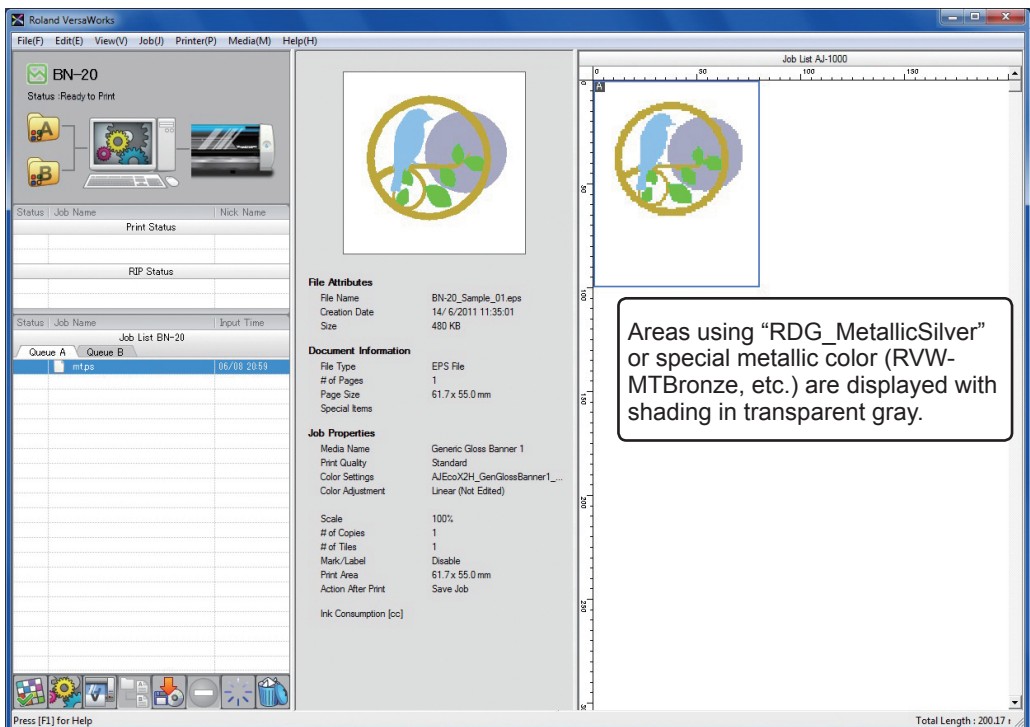 Roland VersaWorks
File(F) Edit(E) View(V) Job(J) Printer(P) Media(M) Help(H)
BN-20
Status :Ready to Print
A
B
Status Job Name Nick Name
Print Status
RIP Status
Status Job Name Input Time
Job List BN-20
Queue A Queue B
mtps 06/08 20:59
File Attributes
File Name BN-20_Sample_01.eps
Creation Date 14/ 6/2011 11:35:01
Size 480 KB
Document Information
File Type EPS File
# of Pages 1
Page Size 61.7 x 55.0 mm
Special Items
Job Properties
Media Name Generic Gloss Banner 1
Print Quality Standard
Color Settings AJEcoX2H_GenGlossBanner1_...
Color Adjustment Linear (Not Edited)
Scale 100%
# of Copies 1
# of Tiles 1
Mark/Label Disable
Print Area 61.7 x 55.0 mm
Action After Print Save Job
Ink Consumption [cc]
Job List AJ-1000
0 50 100 150
A
0
50
100
150
200
250
Areas using “RDG_MetallicSilver”
or special metallic color (RVW-
MTBronze, etc.) are displayed with
shading in transparent gray.
Press [F1] for Help
Total Length : 200.17